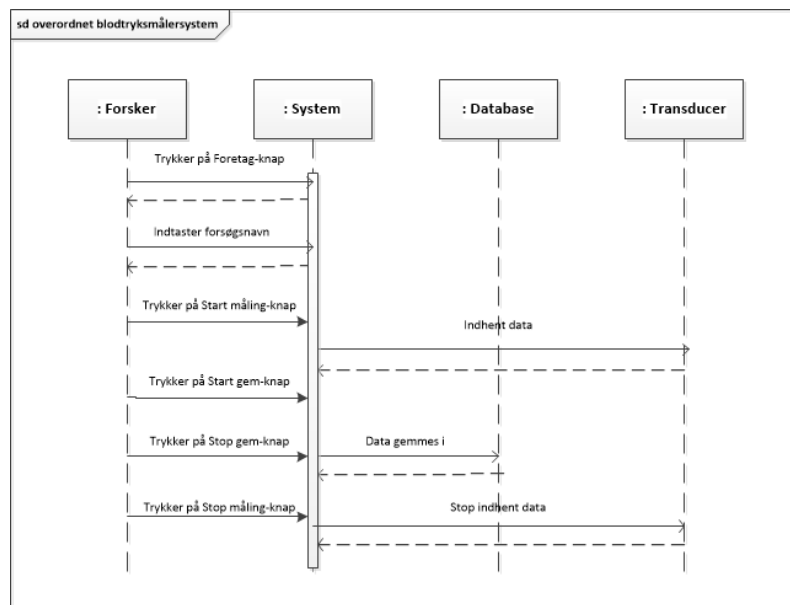 sd overordnet blodtryksmålersystem
: Forsker
: System
: Database
: Transducer
Trykker på Foretag-knap
Indtaster forsøgsnavn
Trykker på Start måling-knap
Indhent data
Trykker på Start gem-knap
Trykker på Stop gem-knap
Data gemmes i
Trykker på Stop måling-knap
Stop indhent data